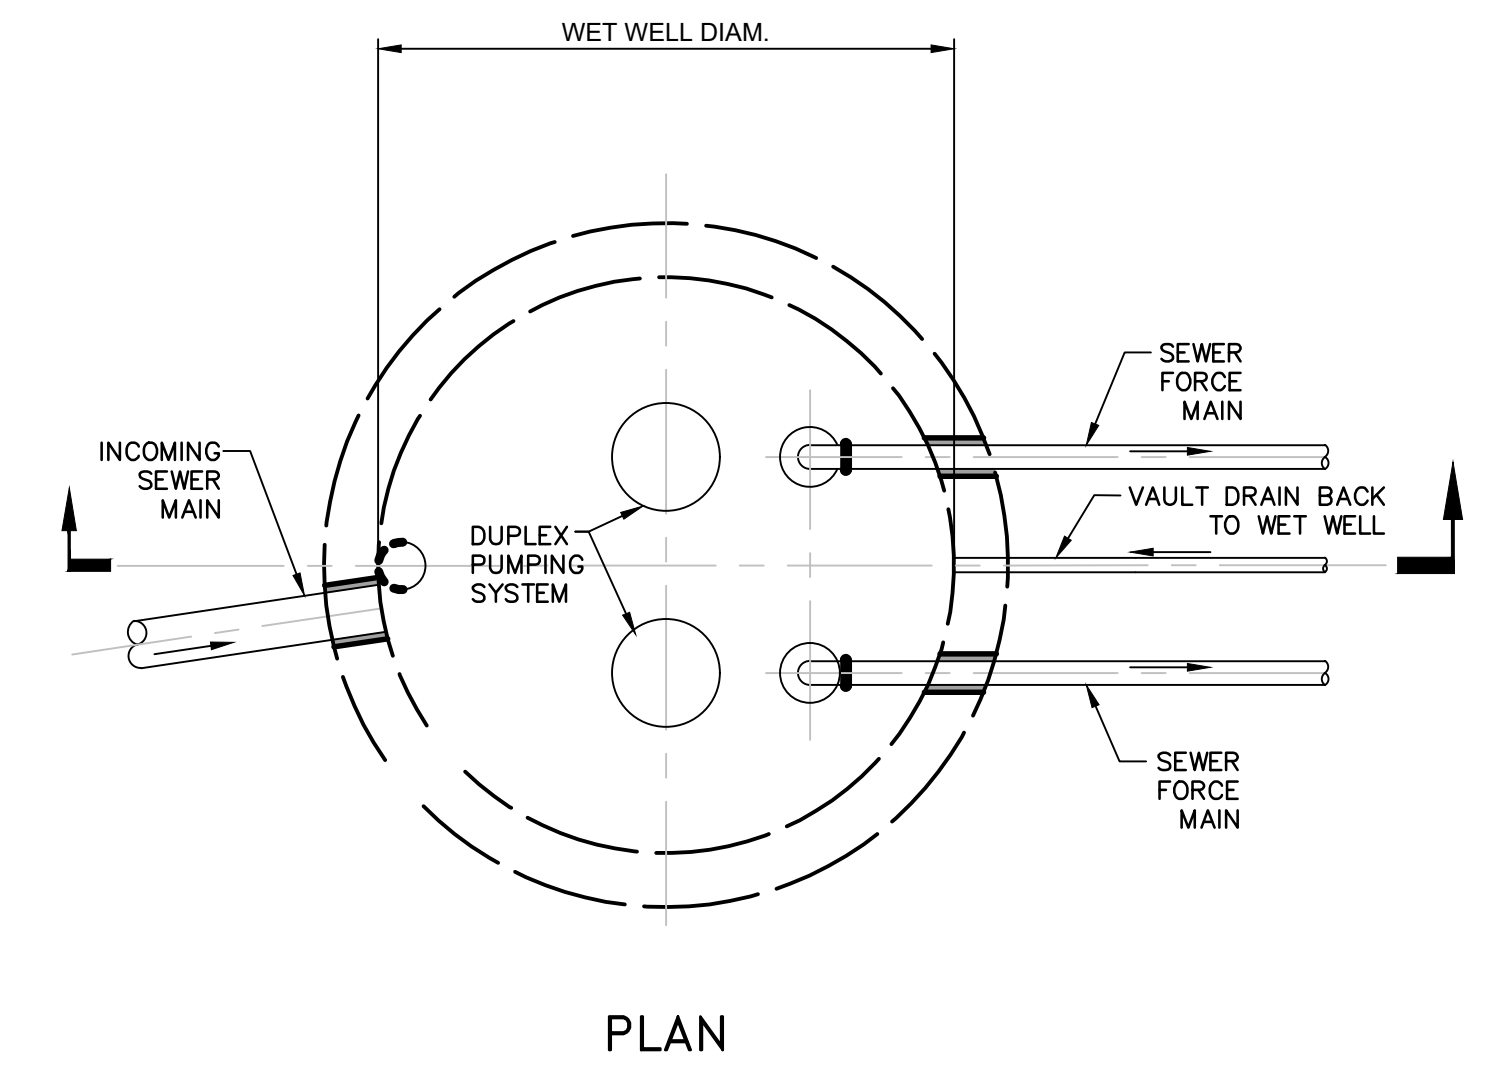 WET WELL DIAM.
SEWER
FORCE
MAIN
INCOMING
SEWER
MAIN
VAULT DRAIN BACK
TO WET WELL
DUPLEX
PUMPING
SYSTEM
SEWER
FORCE
MAIN
PLAN